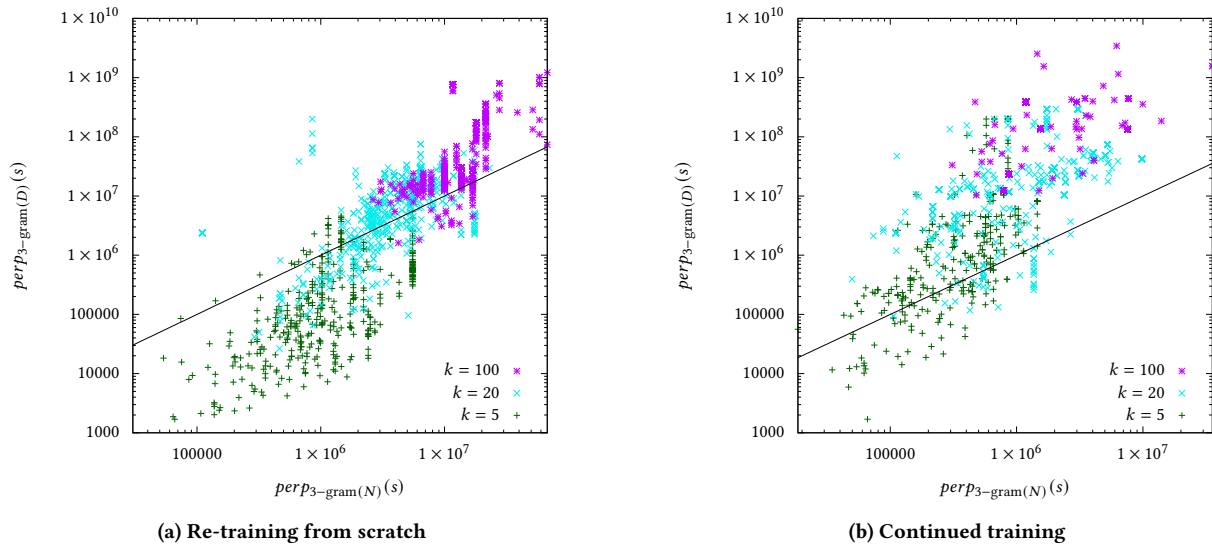 1 × 10^10
1 × 10^9
1 × 10^8
1 × 10^7
1 × 10^6
100000
10000
1000
perp_3−gram(D)(s)
k = 100
k = 20
k = 5
100000
1 × 10^6
1 × 10^7
perp_3−gram(N)(s)
(a) Re-training from scratch
1 × 10^10
1 × 10^9
1 × 10^8
1 × 10^7
1 × 10^6
100000
10000
1000
perp_3−gram(D)(s)
k = 100
k = 20
k = 5
100000
1 × 10^6
1 × 10^7
perp_3−gram(N)(s)
(b) Continued training